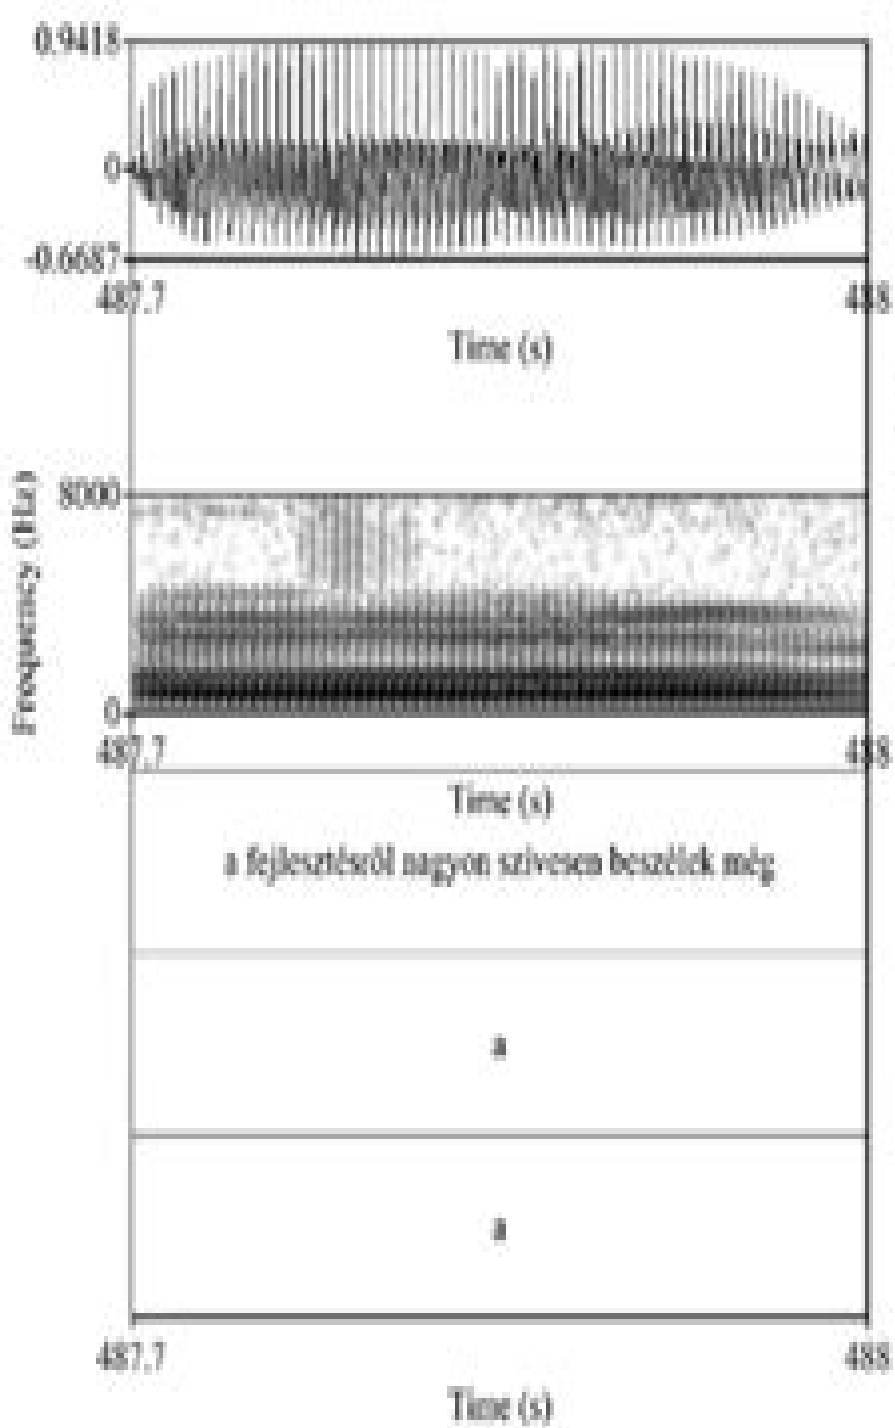 0.9418
0
-0.6687
487.7 488
Time (s)
Frequency (Hz)
8000
0
487.7 488
Time (s)
a fejlesztésről nagyon szívesen beszélek még
a
a
487.7 488
Time (s)